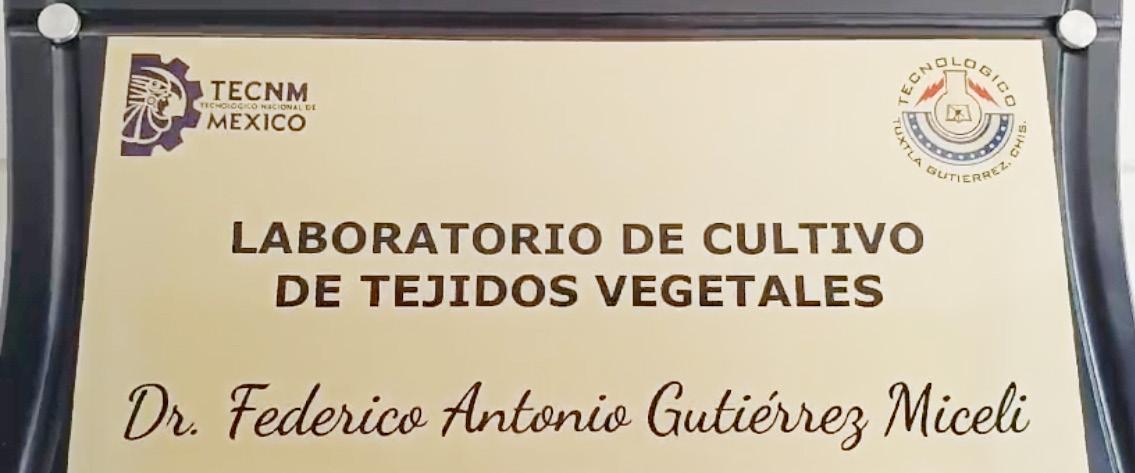 TECNM
TECNOLÓGICO NACIONAL DE
MEXICO
TECNOLOGICO
TUXTLA GUTIERREZ, CHIS.
LABORATORIO DE CULTIVO
DE TEJIDOS VEGETALES
Dr. Federico Antonio Gutiérrez Miceli